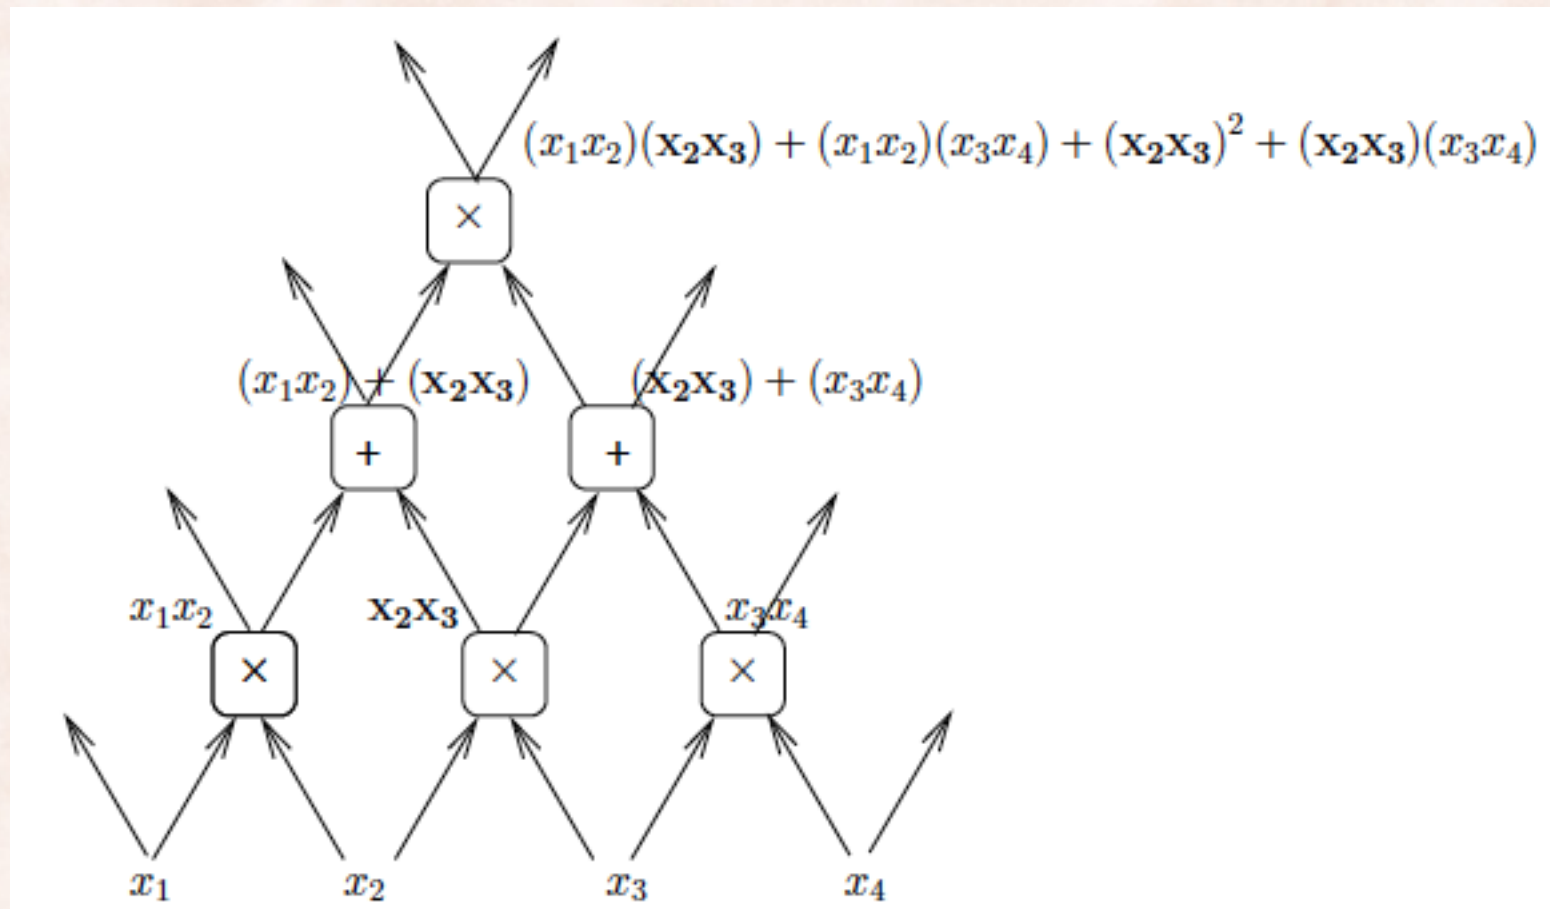 (x₁x₂)(𝐱₂𝐱₃) + (x₁x₂)(x₃x₄) + (𝐱₂𝐱₃)² + (𝐱₂𝐱₃)(x₃x₄)
×
(x₁x₂) + (𝐱₂𝐱₃) (𝐱₂𝐱₃) + (x₃x₄)
+ +
x₁x₂ 𝐱₂𝐱₃ x₃x₄
× × ×
x₁ x₂ x₃ x₄